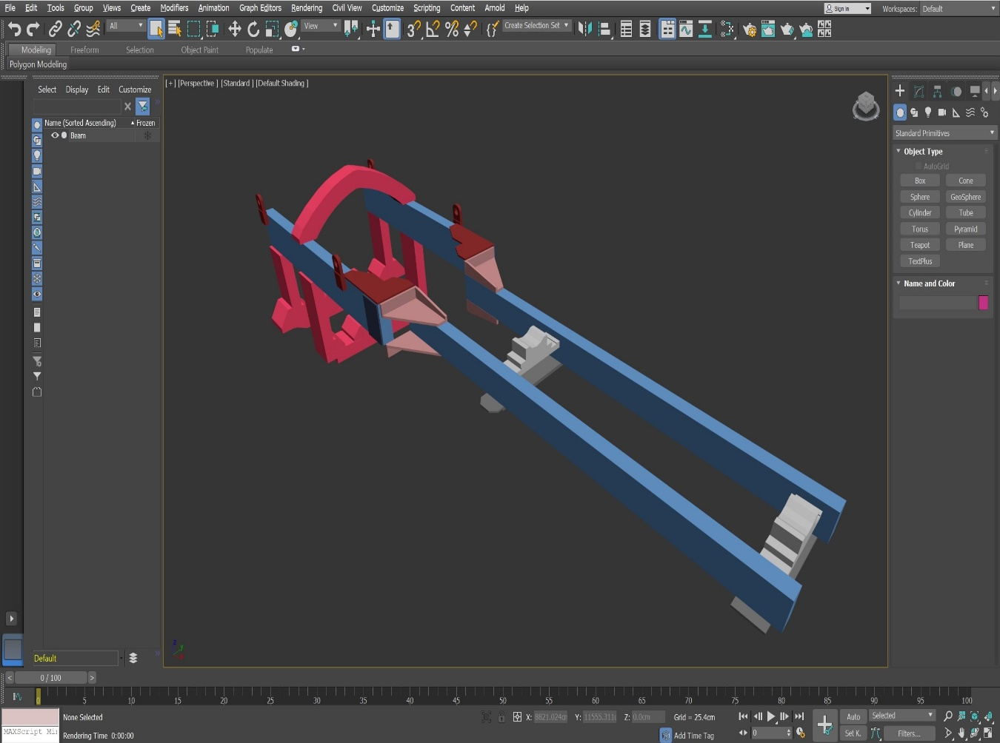 File Edit Tools Group Views Create Modifiers Animation Graph Editors Rendering Civil View Customize Scripting Content Arnold Help
Sign In Workspaces: Default
All View Create Selection Set
Modeling Freeform Selection Object Paint Populate
Polygon Modeling
Select Display Edit Customize
Name (Sorted Ascending) Frozen
Beam
[+] [Perspective ] [Standard ] [Default Shading ]
Standard Primitives
Object Type
AutoGrid
Box Cone
Sphere GeoSphere
Cylinder Tube
Torus Pyramid
Teapot Plane
TextPlus
Name and Color
z
y
Default
0 / 100
0 5 10 15 20 25 30 35 40 45 50 55 60 65 70 75 80 85 90 95 100
None Selected
X: 8821.024cm Y: 11555.311c Z: 0.0cm Grid = 25.4cm
Auto Selected
MAXScript Mi
Rendering Time 0:00:00
Add Time Tag
0
Set K. Filters...